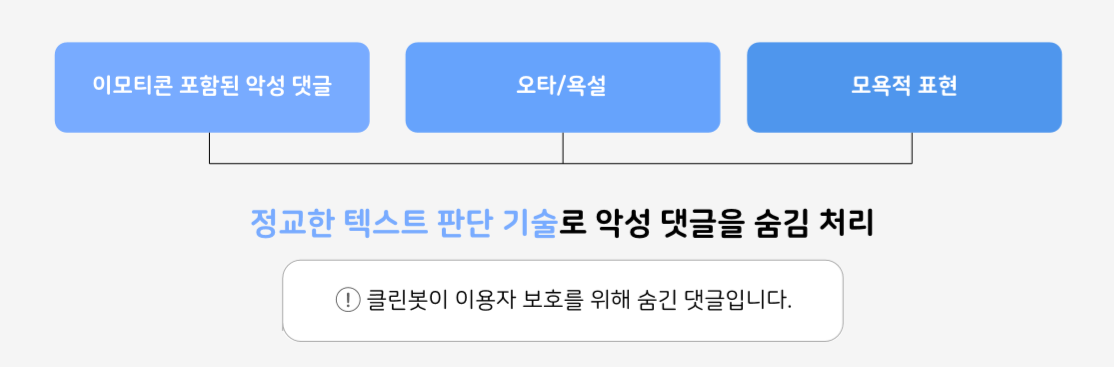 이모티콘 포함된 악성 댓글
오타/욕설
모욕적 표현
정교한 텍스트 판단 기술로 악성 댓글을 숨김 처리
! 클린봇이 이용자 보호를 위해 숨긴 댓글입니다.